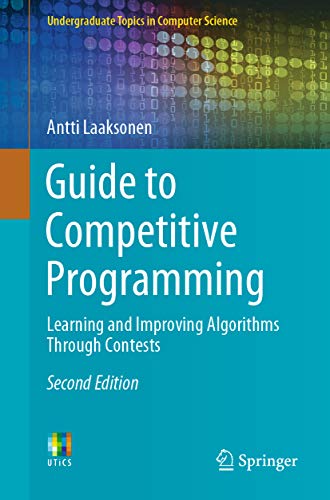 Undergraduate Topics in Computer Science
Antti Laaksonen
Guide to
Competitive
Programming
Learning and Improving Algorithms
Through Contests
Second Edition
UTiCS
Springer